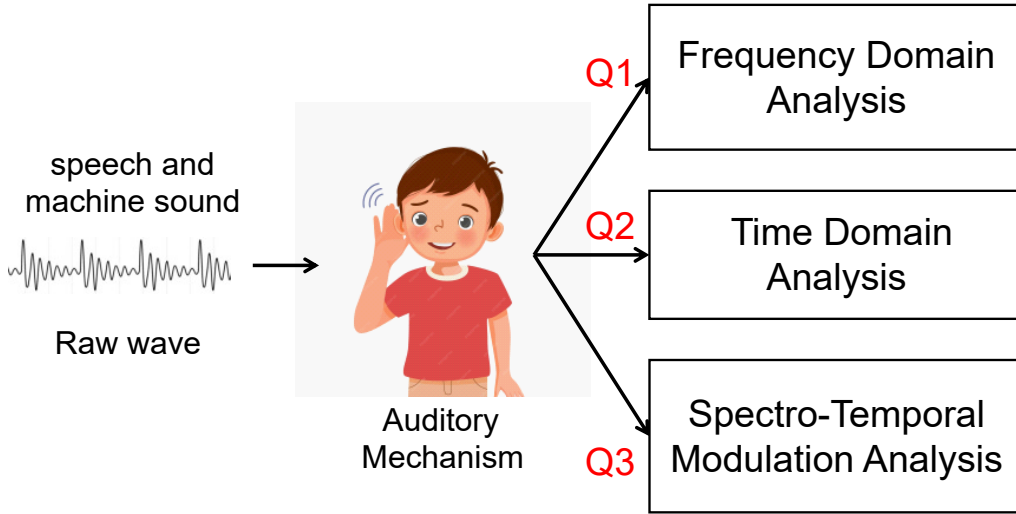 speech and
machine sound
Raw wave
Auditory
Mechanism
Q1
Frequency Domain
Analysis
Q2
Time Domain
Analysis
Q3
Spectro-Temporal
Modulation Analysis